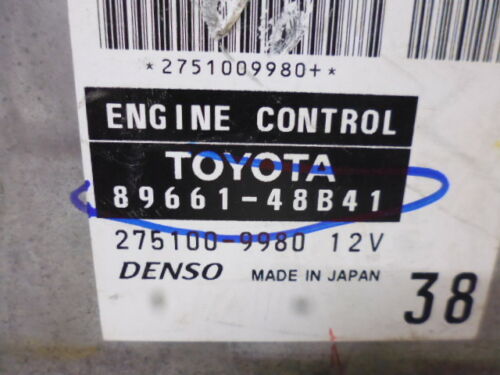 *2751009980+*
ENGINE CONTROL
TOYOTA
89661-48B41
275100-9980 12V
DENSO MADE IN JAPAN 38